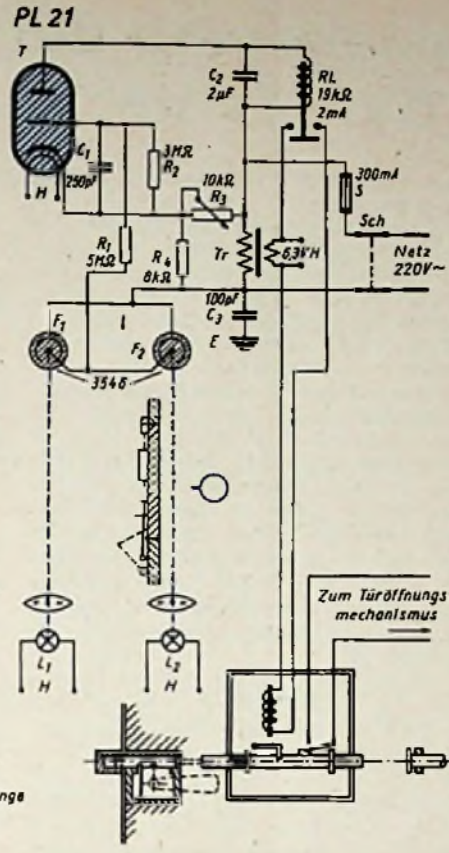 PL 21
T
C2
2µF
RL
19kΩ
2mA
C1
250pF
3MΩ
R2
H
10kΩ
R3
300mA
S
Sch
R1
5MΩ
R4
8kΩ
Tr
6,3V H
Netz
220V~
100pF
C3
E
F1
F2
3546
Zum Türöffnungs
mechanismus
L1
H
L2
H
nge